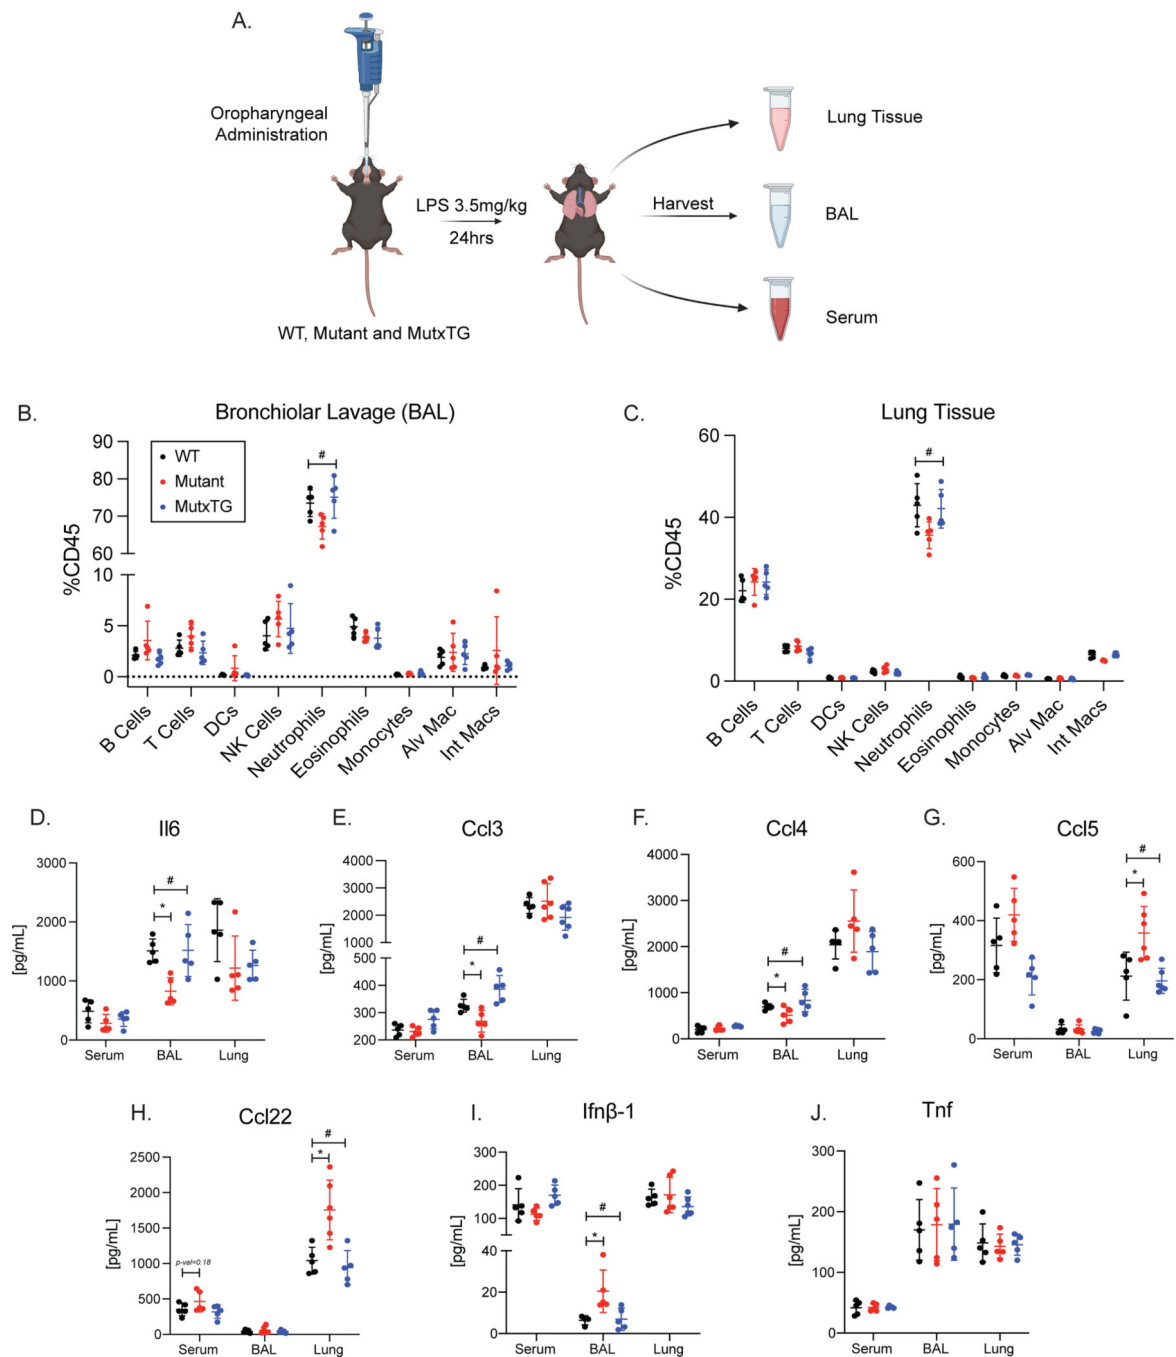 A.
Oropharyngeal
Administration
LPS 3.5mg/kg
24hrs
WT, Mutant and MutxTG
Harvest
Lung Tissue
BAL
Serum
B.
Bronchiolar Lavage (BAL)
WT
Mutant
MutxTG
#
%CD45
90
80
70
60
10
5
0
B Cells
T Cells
DCs
NK Cells
Neutrophils
Eosinophils
Monocytes
Alv Mac
Int Macs
C.
Lung Tissue
#
%CD45
60
40
20
0
B Cells
T Cells
DCs
NK Cells
Neutrophils
Eosinophils
Monocytes
Alv Mac
Int Macs
D.
Il6
[pg/mL]
3000
2000
1000
0
#
*
Serum BAL Lung
E.
Ccl3
[pg/mL]
4000
3000
2000
1000
500
400
300
200
#
*
Serum BAL Lung
F.
Ccl4
[pg/mL]
4000
3000
2000
1000
0
#
*
Serum BAL Lung
G.
Ccl5
[pg/mL]
600
400
200
0
#
*
Serum BAL Lung
H.
Ccl22
[pg/mL]
2500
2000
1500
1000
500
0
p-val=0.18
#
*
Serum BAL Lung
I.
Ifnβ-1
[pg/mL]
300
200
100
40
20
0
#
*
Serum BAL Lung
J.
Tnf
[pg/mL]
300
200
100
0
Serum BAL Lung